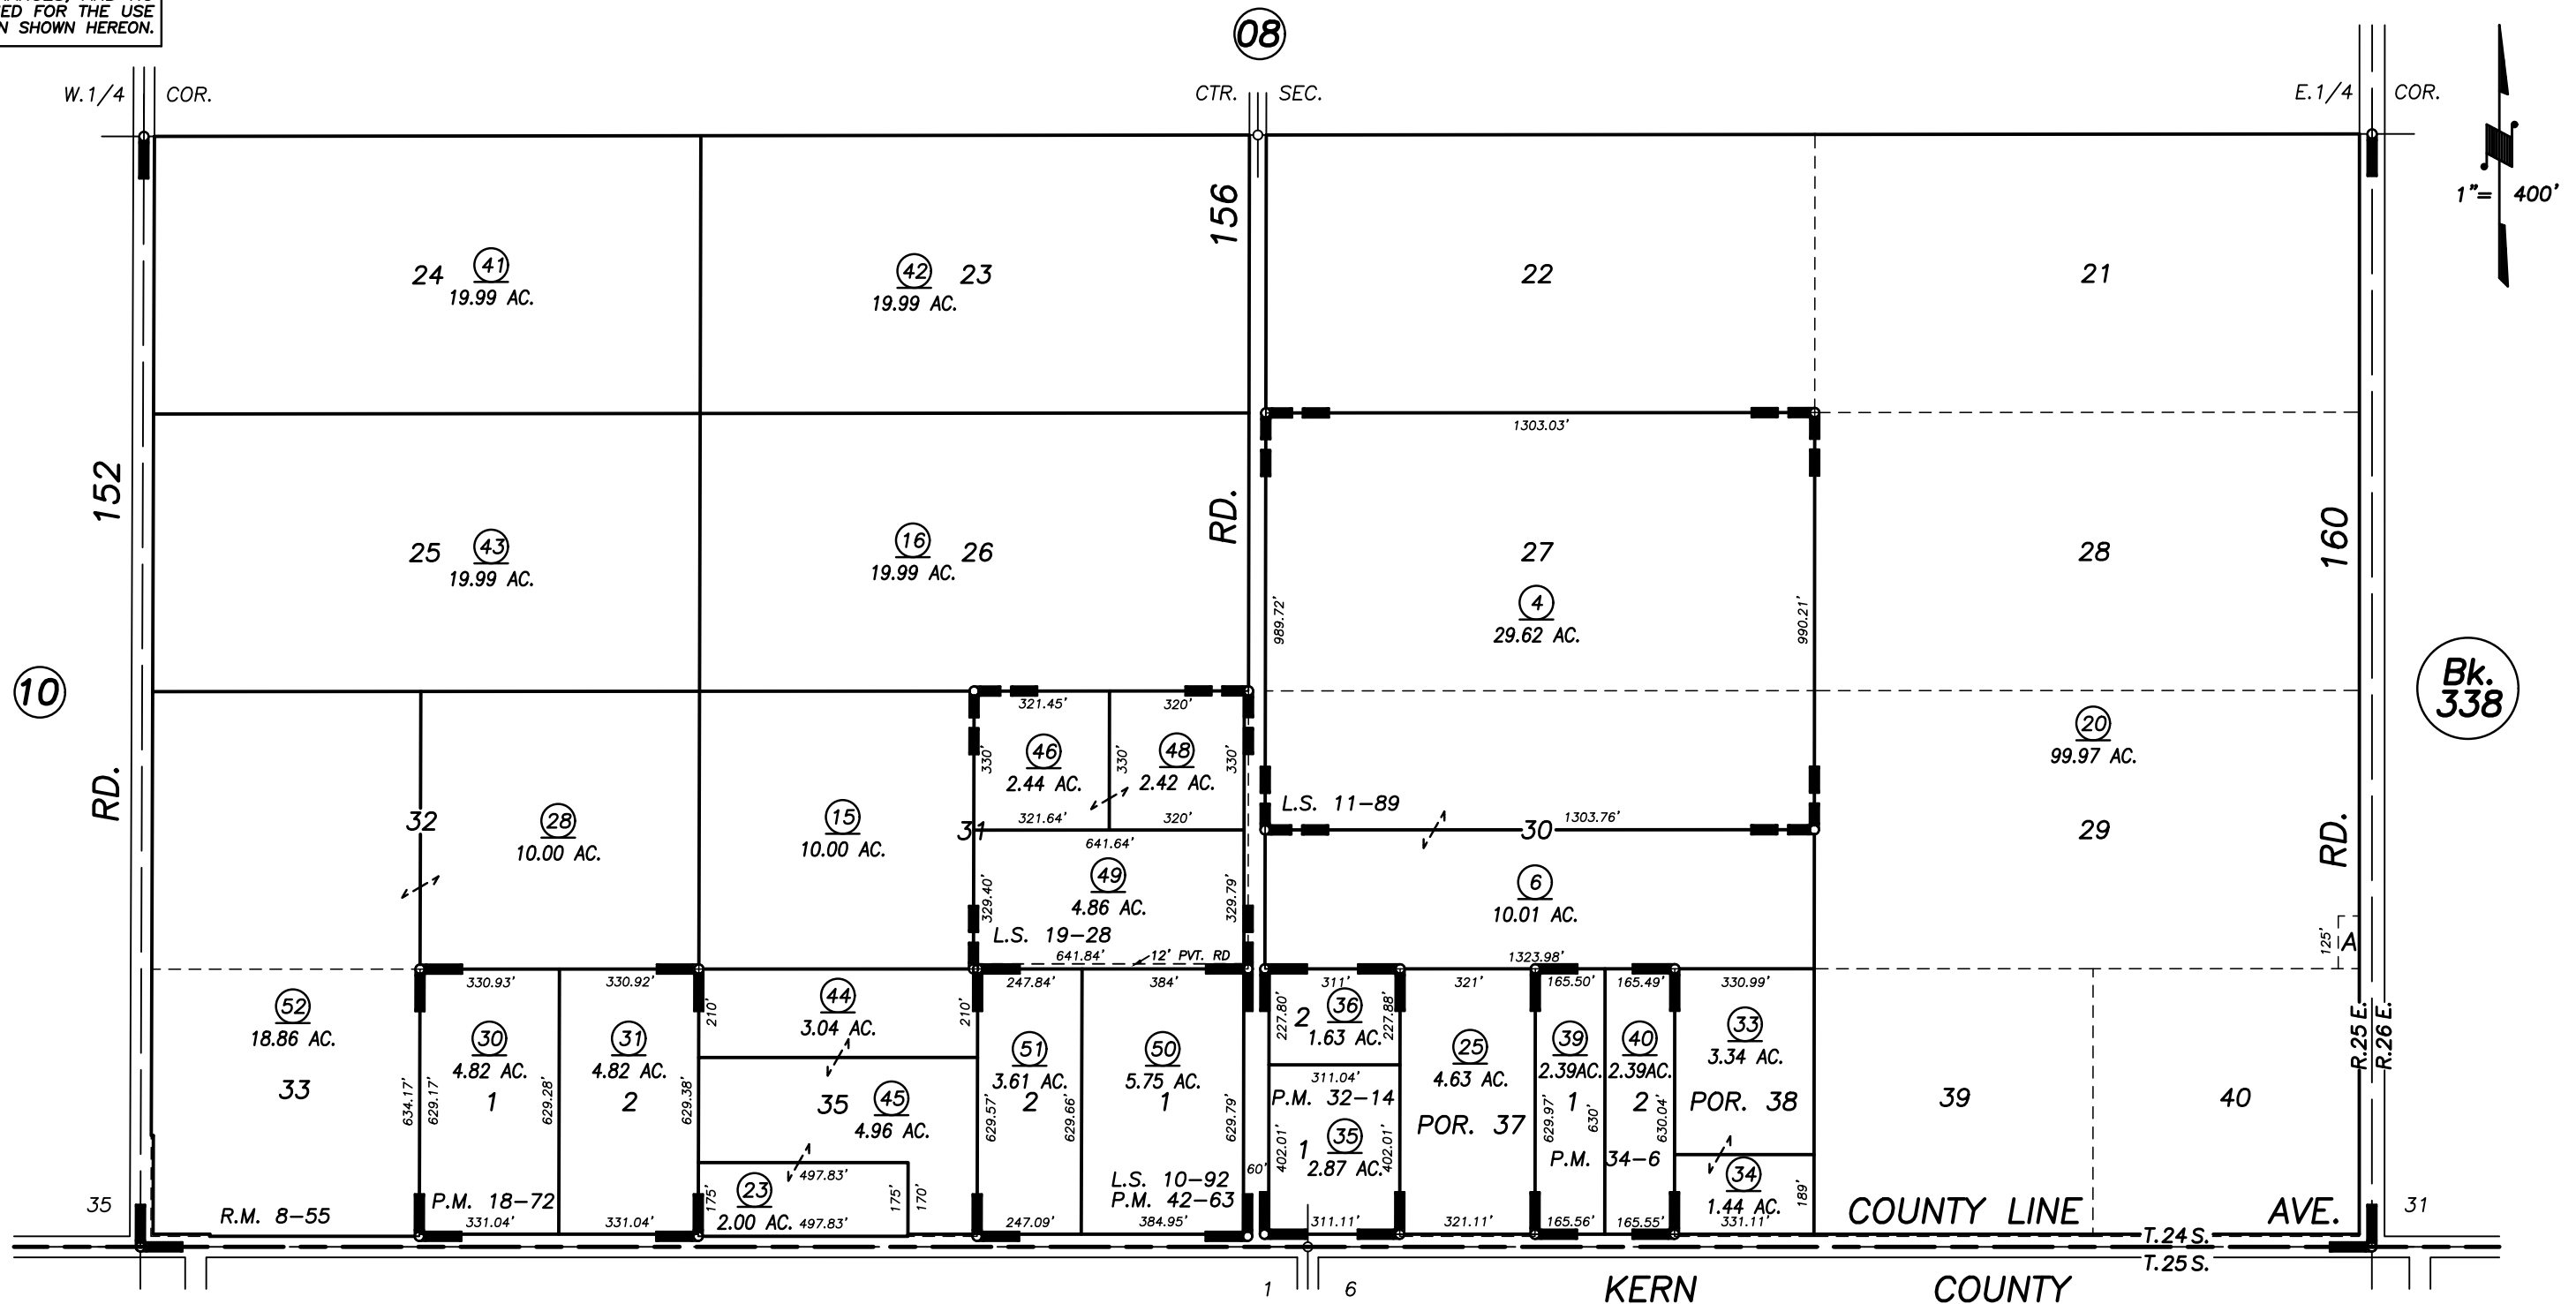 ED FOR THE USE
N SHOWN HEREON.
08
W.1/4 COR.
CTR. SEC.
E.1/4 COR.
1"= 400'
156
24 41
19.99 AC.
42 23
19.99 AC.
22
21
1303.03'
152
RD.
160
25 43
19.99 AC.
16 26
19.99 AC.
27
28
4
29.62 AC.
989.72'
990.21'
10
Bk.
338
321.45'
320'
330'
46
2.44 AC.
330'
48
2.42 AC.
330'
20
99.97 AC.
RD.
32
28
10.00 AC.
15
10.00 AC.
31
321.64'
320'
L.S. 11-89
30
1303.76'
29
RD.
641.64'
49
4.86 AC.
329.40'
329.79'
6
10.01 AC.
L.S. 19-28
641.84'
12' PVT. RD
1323.98'
125'
A
52
18.86 AC.
33
634.17'
R.M. 8-55
330.93'
30
4.82 AC.
1
629.17'
629.28'
P.M. 18-72
331.04'
330.92'
31
4.82 AC.
2
629.38'
331.04'
210'
44
3.04 AC.
210'
35 45
4.96 AC.
497.83'
175'
23
2.00 AC.
497.83'
175'
170'
247.84'
51
3.61 AC.
2
629.57'
629.66'
247.09'
384'
50
5.75 AC.
1
629.79'
L.S. 10-92
P.M. 42-63
384.95'
60'
311'
227.80'
2
36
1.63 AC.
227.88'
311.04'
P.M. 32-14
402.01'
1
35
2.87 AC.
402.01'
311.11'
321'
25
4.63 AC.
POR. 37
321.11'
165.50'
39
2.39AC.
1
629.97'
630'
165.56'
P.M. 34-6
165.49'
40
2.39AC.
2
630.04'
165.55'
330.99'
33
3.34 AC.
POR. 38
34
1.44 AC.
189'
331.11'
39
40
R.25 E.
R.26 E.
COUNTY LINE AVE.
35
31
T.24 S.
T.25 S.
1 6
KERN COUNTY